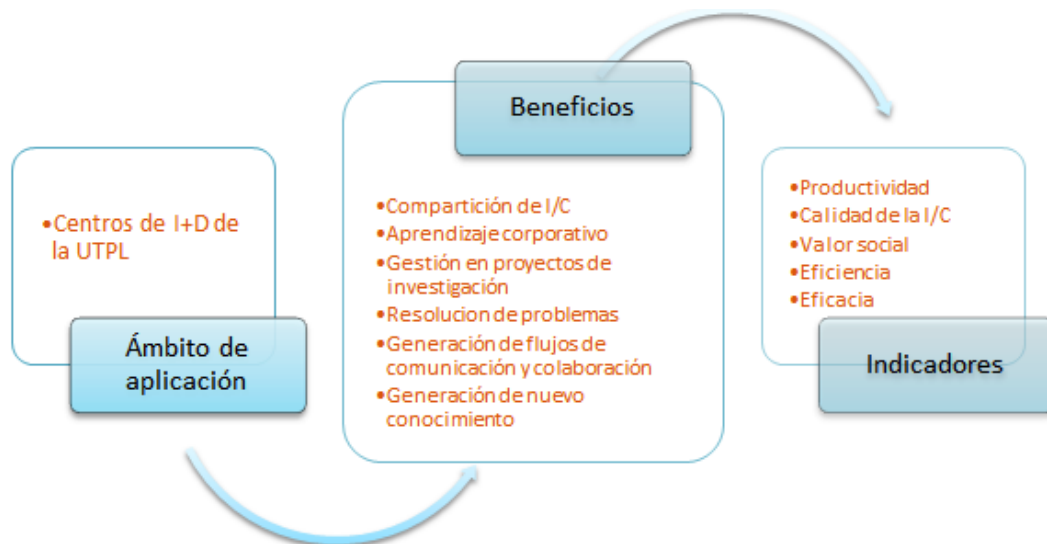 •Centros de I+D de
la UTPL
Ámbito de
aplicación
Beneficios
•Compartición de I/C
•Aprendizaje corporativo
•Gestión en proyectos de
investigación
•Resolucion de problemas
•Generación de flujos de
comunicación y colaboración
•Generación de nuevo
conocimiento
•Productividad
•Calidad de la I/C
•Valor social
•Eficiencia
•Eficacia
Indicadores